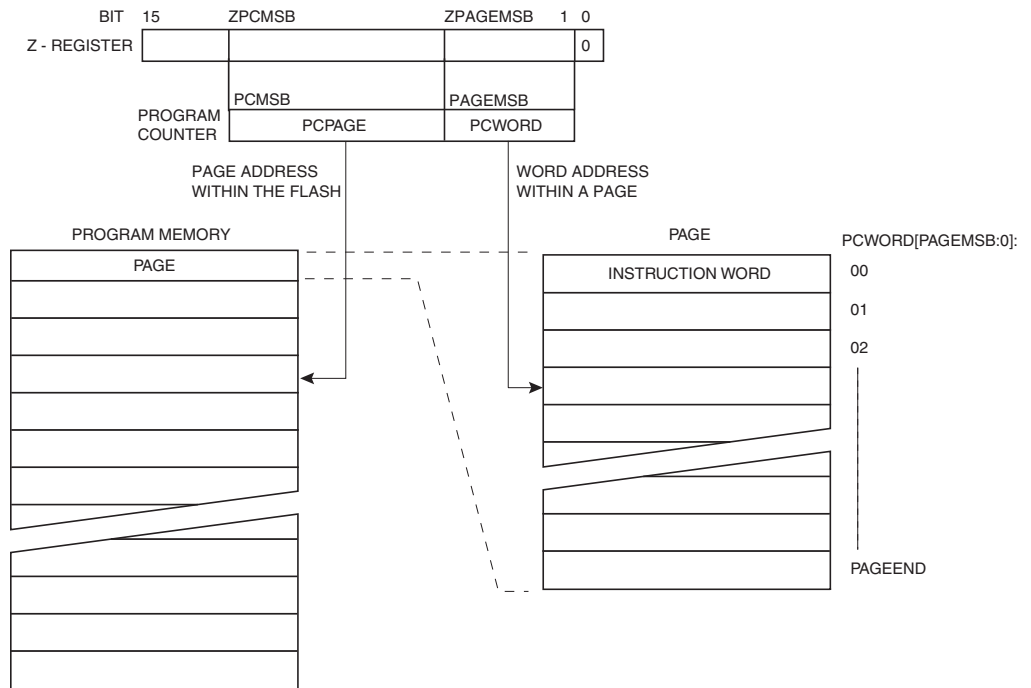 BIT 15 ZPCMSB ZPAGEMSB 1 0
Z - REGISTER 0
PCMSB PAGEMSB
PROGRAM
COUNTER
PCPAGE PCWORD
PAGE ADDRESS
WITHIN THE FLASH
WORD ADDRESS
WITHIN A PAGE
PROGRAM MEMORY
PAGE
PAGE
PCWORD[PAGEMSB:0]:
INSTRUCTION WORD
00
01
02
PAGEEND